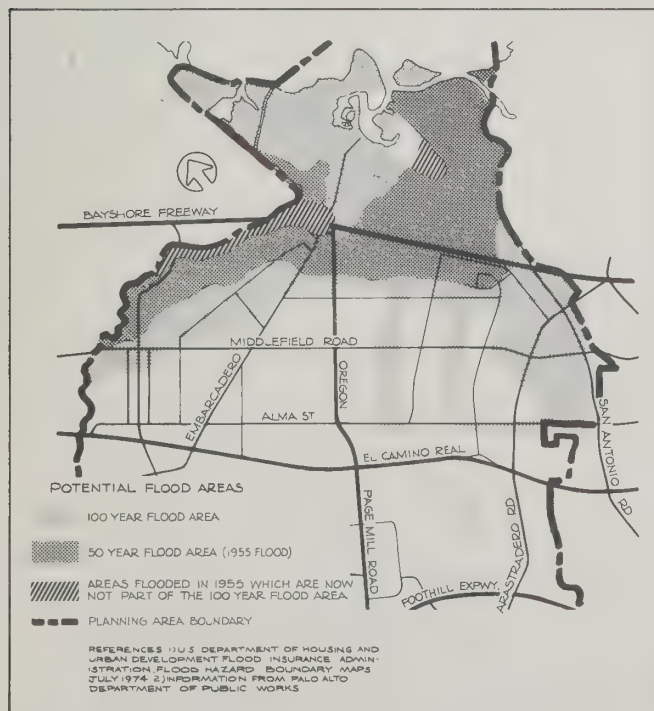 BAYSHORE FREEWAY
MIDDLEFIELD ROAD
EMBARCADERO
OREGON
ALMA ST
EL CAMINO REAL
SAN ANTONIO RD
PAGE MILL ROAD
ARASTRADERO RD
FOOTHILL EXPWY.
POTENTIAL FLOOD AREAS
100 YEAR FLOOD AREA
50 YEAR FLOOD AREA (1955 FLOOD)
AREAS FLOODED IN 1955 WHICH ARE NOW
NOT PART OF THE 100 YEAR FLOOD AREA
PLANNING AREA BOUNDARY
REFERENCES 1) U S DEPARTMENT OF HOUSING AND
URBAN DEVELOPMENT FLOOD INSURANCE ADMIN-
ISTRATION, FLOOD HAZARD BOUNDARY MAPS
JULY 1974 2) INFORMATION FROM PALO ALTO
DEPARTMENT OF PUBLIC WORKS